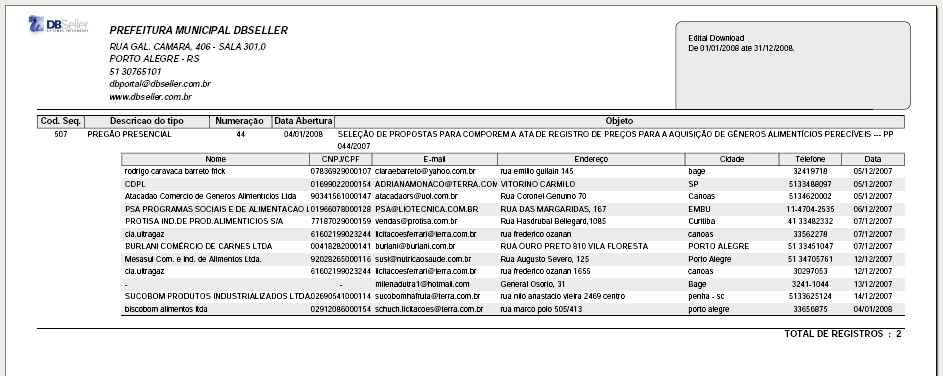 DBSeller
PREFEITURA MUNICIPAL DBSELLER
RUA GAL. CAMARA, 406 - SALA 301,0
PORTO ALEGRE - RS
51 30765101
dbportal@dbseller.com.br
www.dbseller.com.br
Edital Download
De 01/01/2008 ate 31/12/2008.
Cod. Seq. Descricao do tipo Numeração Data Abertura Objeto
507 PREGÃO PRESENCIAL 44 04/01/2008 SELEÇÃO DE PROPOSTAS PARA COMPOREM A ATA DE REGISTRO DE PREÇOS PARA A AQUISIÇÃO DE GÊNEROS ALIMENTÍCIOS PERECÍVEIS --- PP
044/2007
Nome CNPJ/CPF E-mail Endereço Cidade Telefone Data
rodrigo caravaca barreto frick 07836929000107 claraebarreto@yahoo.com.br rua emilio guilain 145 bage 32419718 05/12/2007
CDPL 01699022000154 ADRIANAMONACO@TERRA.COM VITORINO CARMILO SP 5133488097 05/12/2007
Atacadao Comercio de Generos Alimenticios Ltda 90341561000147 atacadaors@uol.com.br Rua Coronel Genuino 70 Canoas 5134620002 05/12/2007
PSA PROGRAMAS SOCIAIS E DE ALIMENTACAO L 01966078000128 PSA@LIOTECNICA.COM.BR RUA DAS MARGARIDAS, 167 EMBU 11-4704-2535 06/12/2007
PROTISA IND.DE PROD.ALIMENTICIOS S/A 77187029000159 vendas@protisa.com.br Rua Hasdrubal Bellegard,1085 Curitiba 41 33482332 07/12/2007
cia.ultragaz 61602199023244 licitacoesferrari@terra.com.br rua frederico ozanan canoas 33562278 07/12/2007
BURLANI COMÉRCIO DE CARNES LTDA 00418282000141 burlani@burlani.com.br RUA OURO PRETO 810 VILA FLORESTA PORTO ALEGRE 51 33451047 07/12/2007
Mesasul Com. e Ind. de Alimentos Ltda. 92028265000116 susi@nutricaosaude.com.br Rua Augusto Severo, 125 Porto Alegre 51 34705761 12/12/2007
cia.ultragaz 61602199023244 licitacoesferrari@terra.com.br rua frederico ozanan 1655 canoas 30297053 12/12/2007
- - milenadutra1@hotmail.com General Osorio, 31 Bage 3241-1044 13/12/2007
SUCOBOM PRODUTOS INDUSTRIALIZADOS LTDA 02690541000114 sucobomhafruta@terra.com.br rua nilo anastacio vieira 2469 centro penha - sc 5133625124 14/12/2007
biscobom alimentos ltda 02912086000154 schuch.licitacoes@terra.com.br rua marco polo 505/413 porto alegre 33656875 04/01/2008
TOTAL DE REGISTROS : 2